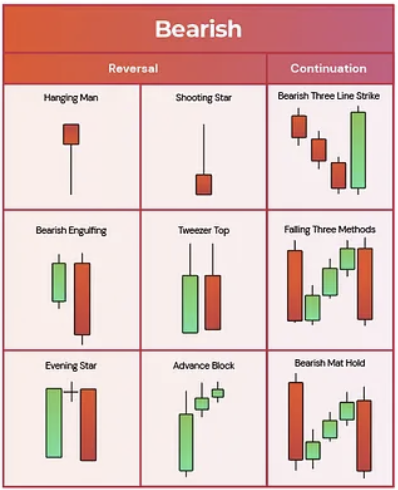 Bearish
Reversal
Continuation
Hanging Man
Shooting Star
Bearish Three Line Strike
Bearish Engulfing
Tweezer Top
Falling Three Methods
Evening Star
Advance Block
Bearish Mat Hold